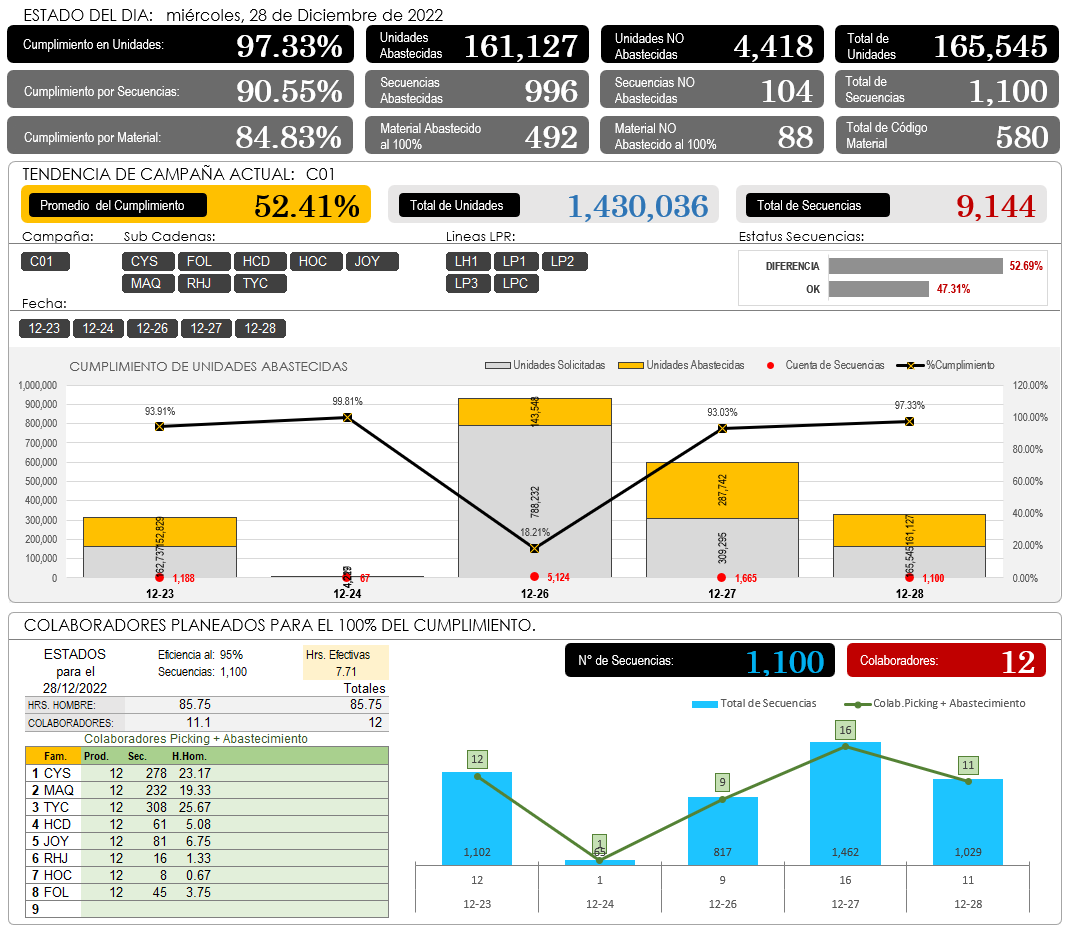 ESTADO DEL DIA: miércoles, 28 de Diciembre de 2022
Cumplimiento en Unidades: 97.33% Unidades Abastecidas 161,127 Unidades NO Abastecidas 4,418 Total de Unidades 165,545
Cumplimiento por Secuencias: 90.55% Secuencias Abastecidas 996 Secuencias NO Abastecidas 104 Total de Secuencias 1,100
Cumplimiento por Material: 84.83% Material Abastecido al 100% 492 Material NO Abastecido al 100% 88 Total de Código Material 580
TENDENCIA DE CAMPAÑA ACTUAL: C01
Promedio del Cumplimiento 52.41% Total de Unidades 1,430,036 Total de Secuencias 9,144
Campaña: Sub Cadenas: Lineas LPR: Estatus Secuencias:
C01 CYS FOL HCD HOC JOY LH1 LP1 LP2
MAQ RHJ TYC LP3 LPC
DIFERENCIA 52.69%
OK 47.31%
Fecha:
12-23 12-24 12-26 12-27 12-28
CUMPLIMIENTO DE UNIDADES ABASTECIDAS
Unidades Solicitadas Unidades Abastecidas Cuenta de Secuencias %Cumplimiento
1,000,000
900,000
800,000
700,000
600,000
500,000
400,000
300,000
200,000
100,000
0
120.00%
100.00%
80.00%
60.00%
40.00%
20.00%
0.00%
93.91% 99.81% 18.21% 93.03% 97.33%
152,829 143,548 287,742 161,127
788,232 309,295 165,545
1,188 67 5,124 1,665 1,100
12-23 12-24 12-26 12-27 12-28
COLABORADORES PLANEADOS PARA EL 100% DEL CUMPLIMIENTO.
ESTADOS
para el
28/12/2022
Eficiencia al: 95%
Secuencias: 1,100
Hrs. Efectivas
7.71
Totales
HRS. HOMBRE: 85.75 85.75
COLABORADORES: 11.1 12
Colaboradores Picking + Abastecimiento
Fam. Prod. Sec. H.Hom.
1 CYS 12 278 23.17
2 MAQ 12 232 19.33
3 TYC 12 308 25.67
4 HCD 12 61 5.08
5 JOY 12 81 6.75
6 RHJ 12 16 1.33
7 HOC 12 8 0.67
8 FOL 12 45 3.75
9
N° de Secuencias: 1,100 Colaboradores: 12
Total de Secuencias Colab.Picking + Abastecimiento
12 1 9 16 11
1,102 65 817 1,462 1,029
12 1 9 16 11
12-23 12-24 12-26 12-27 12-28